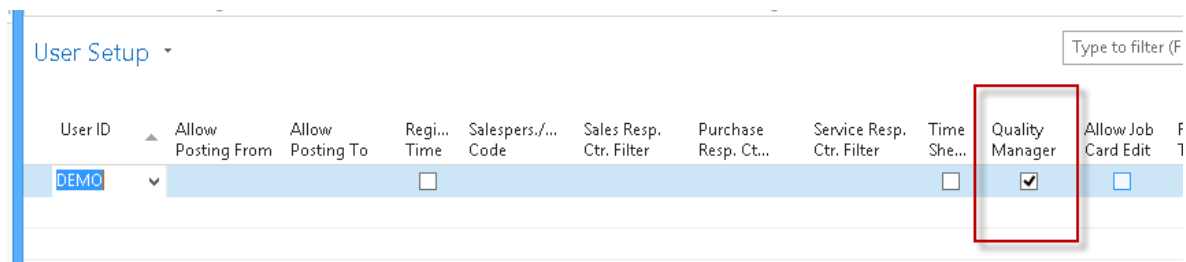 User Setup
Type to filter (F
User ID Allow Allow Regi... Salespers./... Sales Resp. Purchase Service Resp. Time Quality Allow Job
Posting From Posting To Time Code Ctr. Filter Resp. Ct... Ctr. Filter She... Manager Card Edit
DEMO